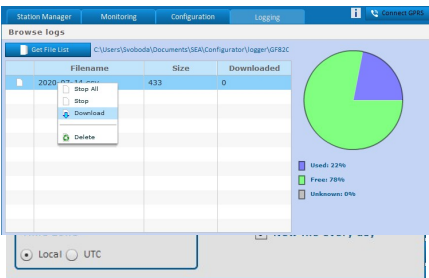 Station Manager Monitoring Configuration Logging Connect GPRS
Browse logs
Get File List C:\Users\Svoboda\Documents\SEA\Configurator\logger\GF82C
Filename Size Downloaded
433 0
Stop All
Stop
Download
Delete
Used: 22%
Free: 78%
Unknown: 0%
Local UTC